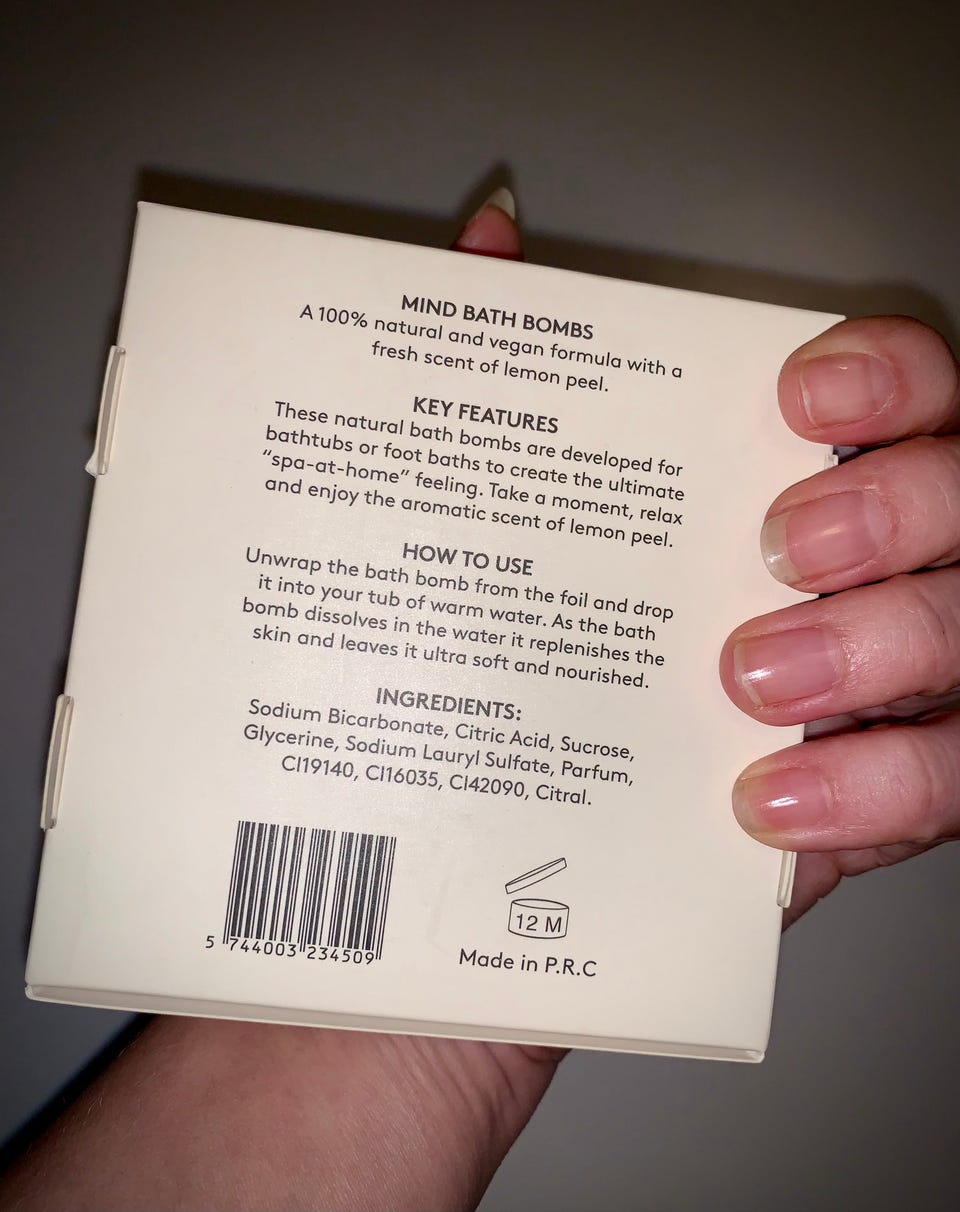 MIND BATH BOMBS
A 100% natural and vegan formula with a
fresh scent of lemon peel.
KEY FEATURES
These natural bath bombs are developed for
bathtubs or foot baths to create the ultimate
“spa-at-home” feeling. Take a moment, relax
and enjoy the aromatic scent of lemon peel.
HOW TO USE
Unwrap the bath bomb from the foil and drop
it into your tub of warm water. As the bath
bomb dissolves in the water it replenishes the
skin and leaves it ultra soft and nourished.
INGREDIENTS:
Sodium Bicarbonate, Citric Acid, Sucrose,
Glycerine, Sodium Lauryl Sulfate, Parfum,
CI19140, CI16035, CI42090, Citral.
5 744003 234509
12 M
Made in P.R.C